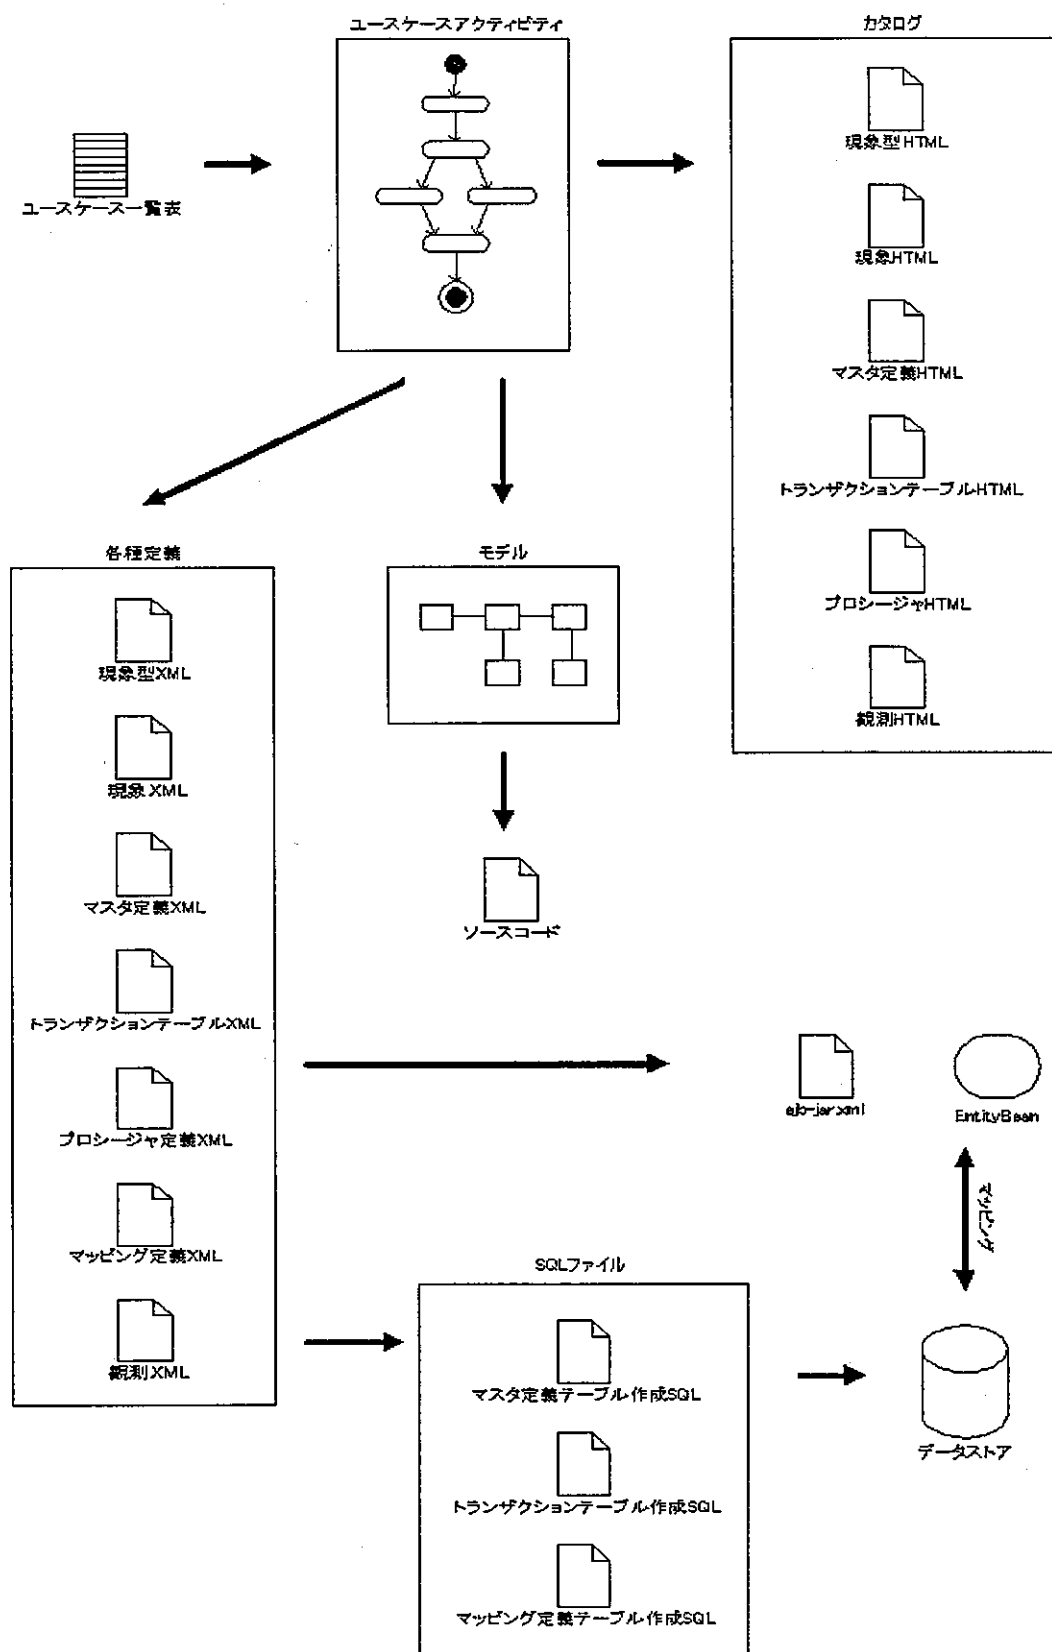 ユースケースアクティビティ
カタログ
現象型HTML
ユースケース一覧表
現象HTML
マスタ定義HTML
トランザクションテーブルHTML
プロシージャHTML
観測HTML
各種定義
モデル
現象型XML
現象XML
マスタ定義XML
ソースコード
トランザクションテーブルXML
プロシージャ定義XML
マッピング定義XML
観測XML
ejb-jar.xml
EntityBean
マッピング
SQLファイル
マスタ定義テーブル作成SQL
トランザクションテーブル作成SQL
マッピング定義テーブル作成SQL
データストア